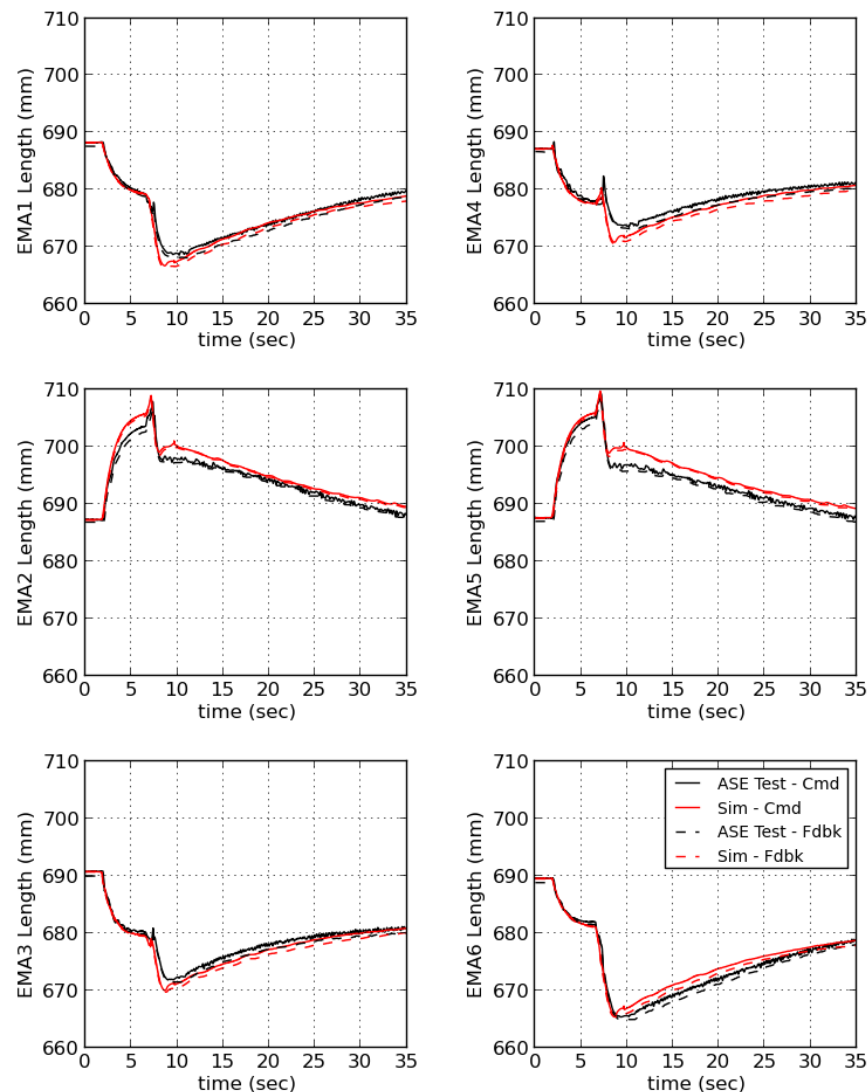 710
700
690
680
670
660
EMA1 Length (mm)
0 5 10 15 20 25 30 35
time (sec)
710
700
690
680
670
660
EMA4 Length (mm)
0 5 10 15 20 25 30 35
time (sec)
710
700
690
680
670
660
EMA2 Length (mm)
0 5 10 15 20 25 30 35
time (sec)
710
700
690
680
670
660
EMA5 Length (mm)
0 5 10 15 20 25 30 35
time (sec)
710
700
690
680
670
660
EMA3 Length (mm)
0 5 10 15 20 25 30 35
time (sec)
710
700
690
680
670
660
EMA6 Length (mm)
ASE Test - Cmd
Sim - Cmd
ASE Test - Fdbk
Sim - Fdbk
0 5 10 15 20 25 30 35
time (sec)